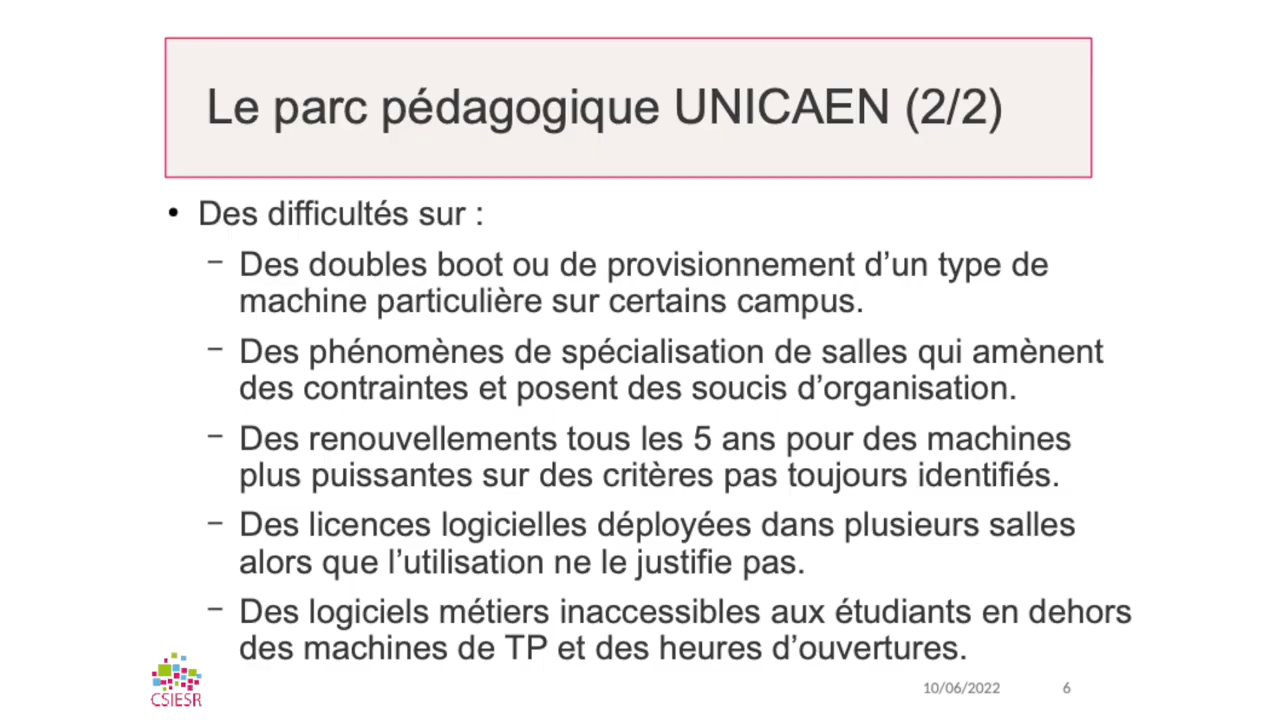 Le parc pédagogique UNICAEN (2/2)
• Des difficultés sur :
– Des doubles boot ou de provisionnement d’un type de
machine particulière sur certains campus.
– Des phénomènes de spécialisation de salles qui amènent
des contraintes et posent des soucis d’organisation.
– Des renouvellements tous les 5 ans pour des machines
plus puissantes sur des critères pas toujours identifiés.
– Des licences logicielles déployées dans plusieurs salles
alors que l’utilisation ne le justifie pas.
– Des logiciels métiers inaccessibles aux étudiants en dehors
des machines de TP et des heures d’ouvertures.
CSIESR
10/06/2022 6